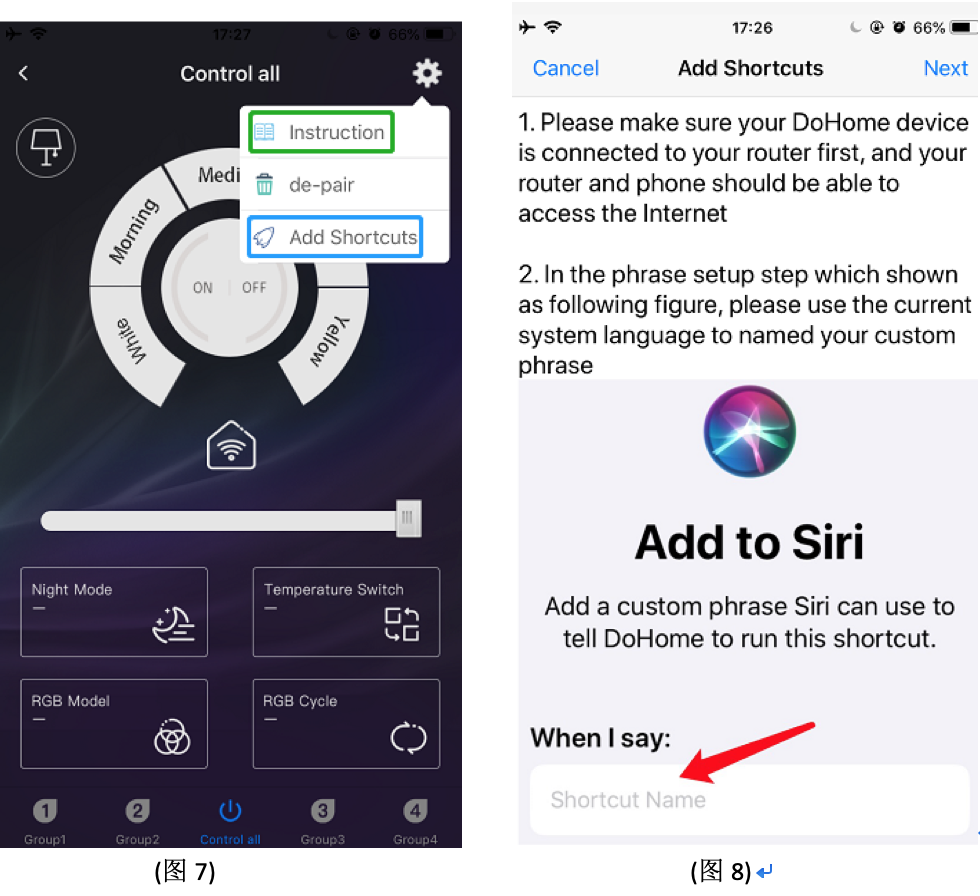 17:27
66%
Control all
Instruction
de-pair
Add Shortcuts
Medi
Morning
White
Yellow
ON | OFF
Night Mode
Temperature Switch
RGB Model
RGB Cycle
1
2
3
4
Group1
Group2
Control all
Group3
Group4
(图 7)
17:26
66%
Cancel
Add Shortcuts
Next
1. Please make sure your DoHome device
is connected to your router first, and your
router and phone should be able to
access the Internet
2. In the phrase setup step which shown
as following figure, please use the current
system language to named your custom
phrase
Add to Siri
Add a custom phrase Siri can use to
tell DoHome to run this shortcut.
When I say:
Shortcut Name
(图 8)